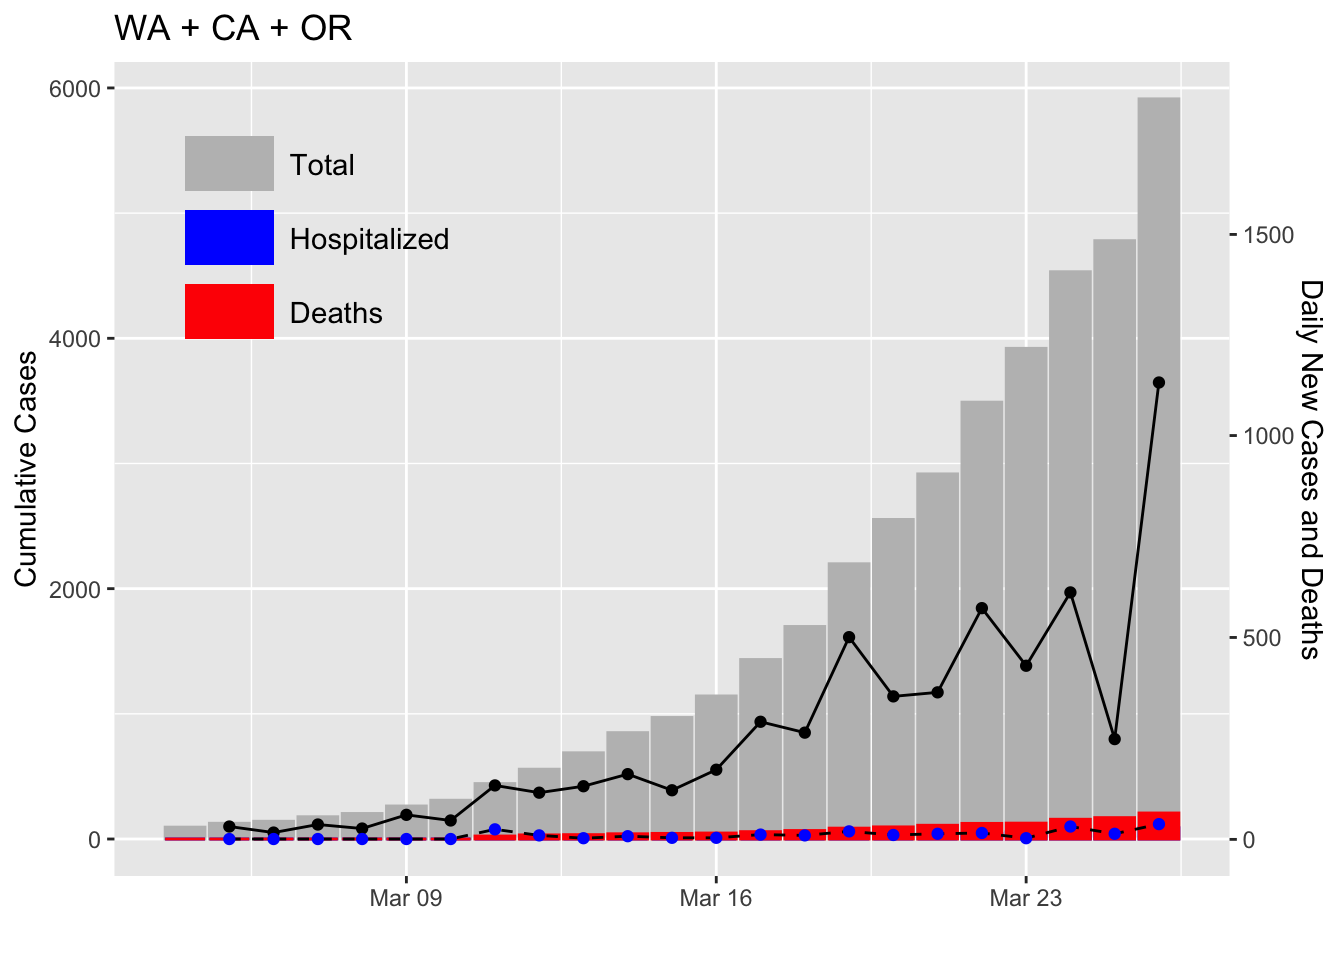 WA + CA + OR
6000
4000
2000
0
Cumulative Cases
Total
Hospitalized
Deaths
1500
1000
500
0
Daily New Cases and Deaths
Mar 09
Mar 16
Mar 23